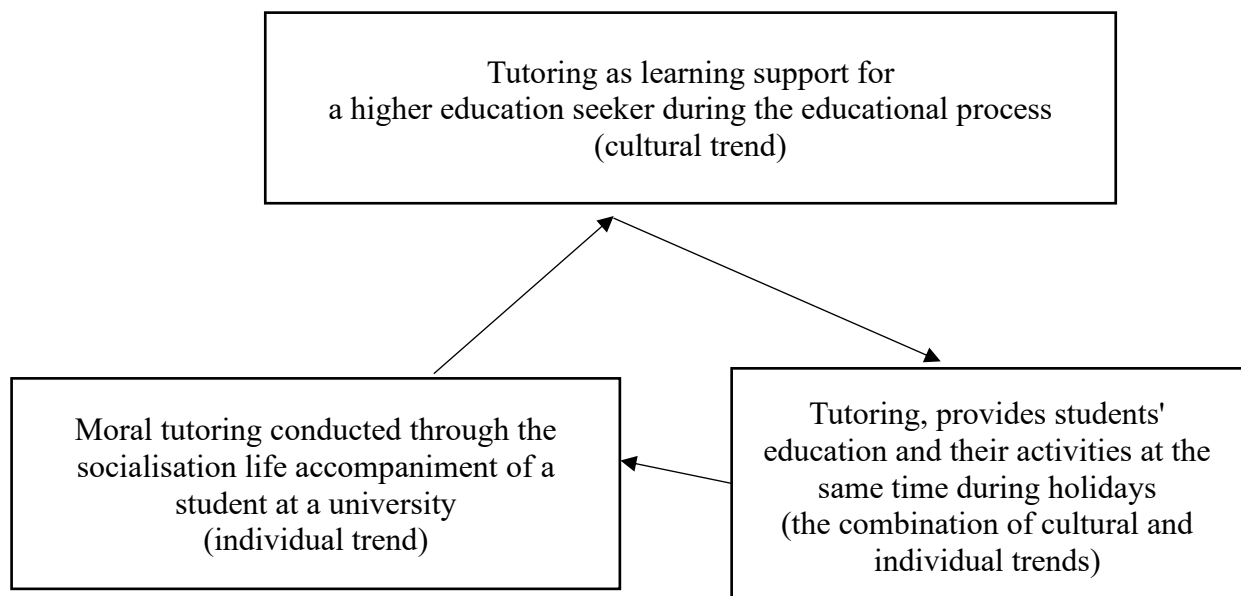 Tutoring as learning support for
a higher education seeker during the educational process
(cultural trend)
Moral tutoring conducted through the
socialisation life accompaniment of a
student at a university
(individual trend)
Tutoring, provides students'
education and their activities at the
same time during holidays
(the combination of cultural and
individual trends)